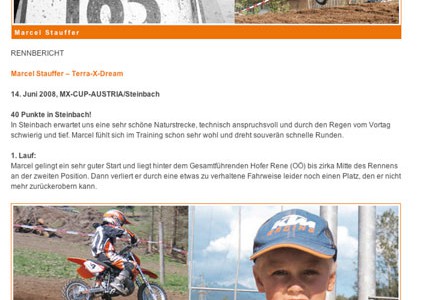 103
Marcel Stauffer
RENNBERICHT
Marcel Stauffer – Terra-X-Dream
14. Juni 2008, MX-CUP-AUSTRIA/Steinbach
40 Punkte in Steinbach!
In Steinbach erwartet uns eine sehr schöne Naturstrecke, technisch anspruchsvoll und durch den Regen vom Vortag
schwierig und tief. Marcel fühlt sich im Training schon sehr wohl und dreht souverän schnelle Runden.
1. Lauf:
Marcel gelingt ein sehr guter Start und liegt hinter dem Gesamtführenden Hofer Rene (OÖ) bis zirka Mitte des Rennens
an der zweiten Position. Dann verliert er durch eine etwas zu verhaltene Fahrweise leider noch einen Platz, den er nicht
mehr zurückerobern kann.